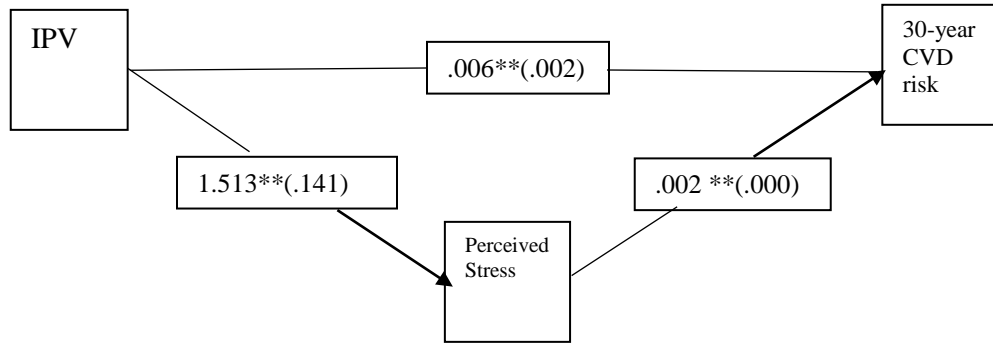 IPV
30-year
CVD
risk
.006**(.002)
1.513**(.141)
.002 **(.000)
Perceived
Stress